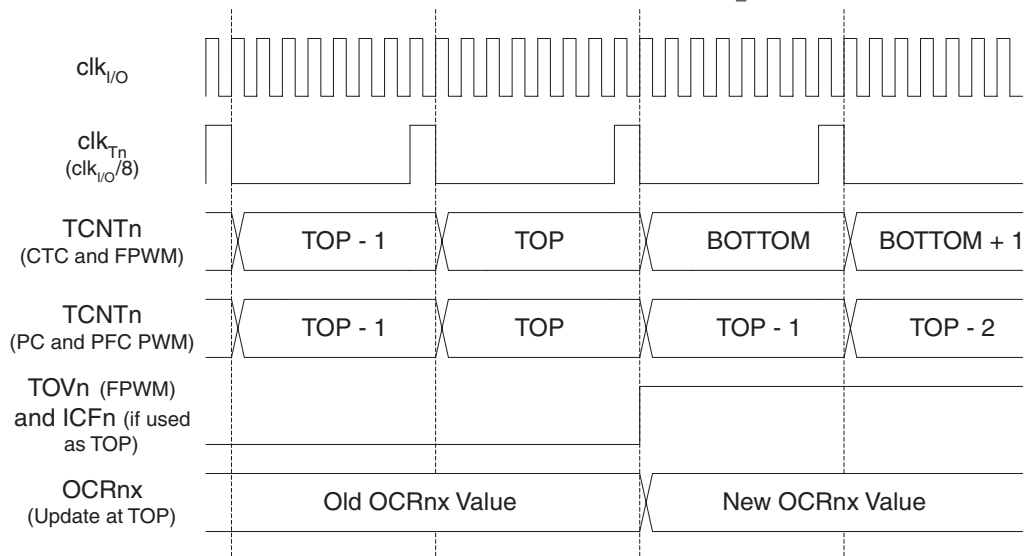 clkI/O
clkTn
(clkI/O/8)
TCNTn
(CTC and FPWM)
TOP - 1
TOP
BOTTOM
BOTTOM + 1
TCNTn
(PC and PFC PWM)
TOP - 1
TOP
TOP - 1
TOP - 2
TOVn (FPWM)
and ICFn (if used
as TOP)
OCRnx
(Update at TOP)
Old OCRnx Value
New OCRnx Value